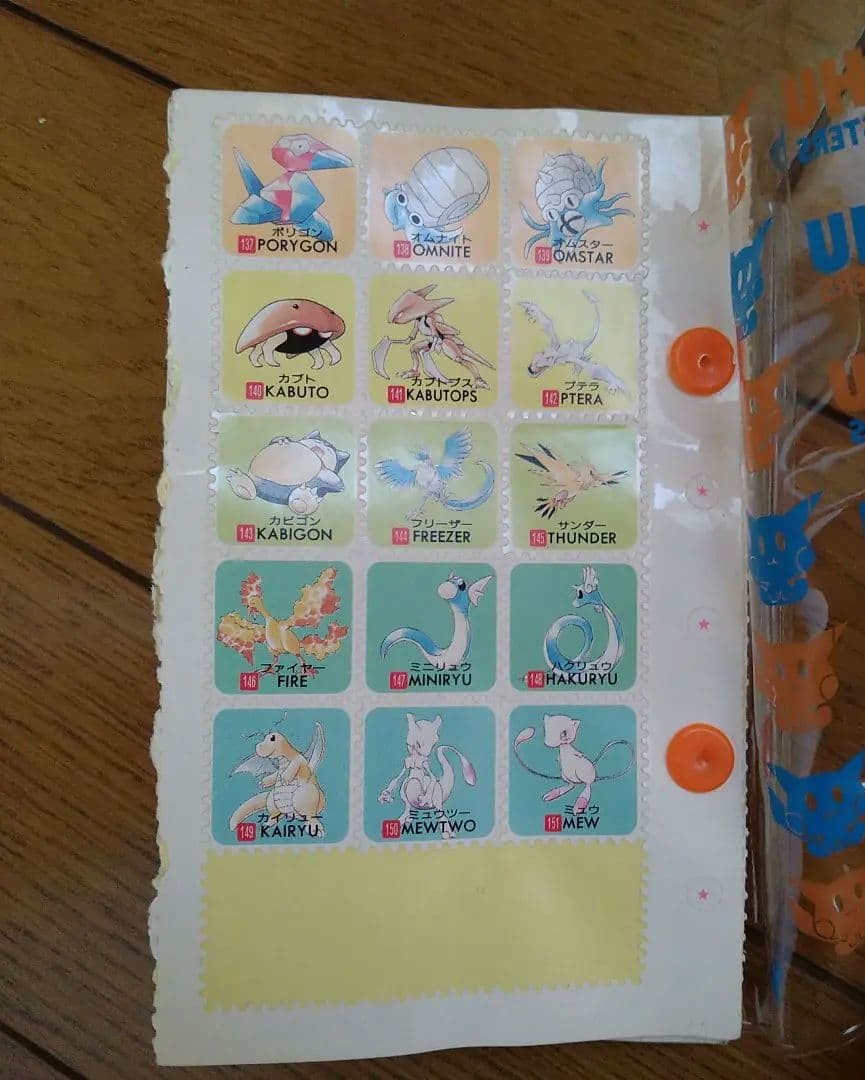 ポリゴン
137 PORYGON
オムナイト
138 OMNITE
オムスター
139 OMSTAR
カブト
140 KABUTO
カブトプス
141 KABUTOPS
プテラ
142 PTERA
カビゴン
143 KABIGON
フリーザー
144 FREEZER
サンダー
145 THUNDER
ファイヤー
146 FIRE
ミニリュウ
147 MINIRYU
ハクリュウ
148 HAKURYU
カイリュー
149 KAIRYU
ミュウツー
150 MEWTWO
ミュウ
151 MEW